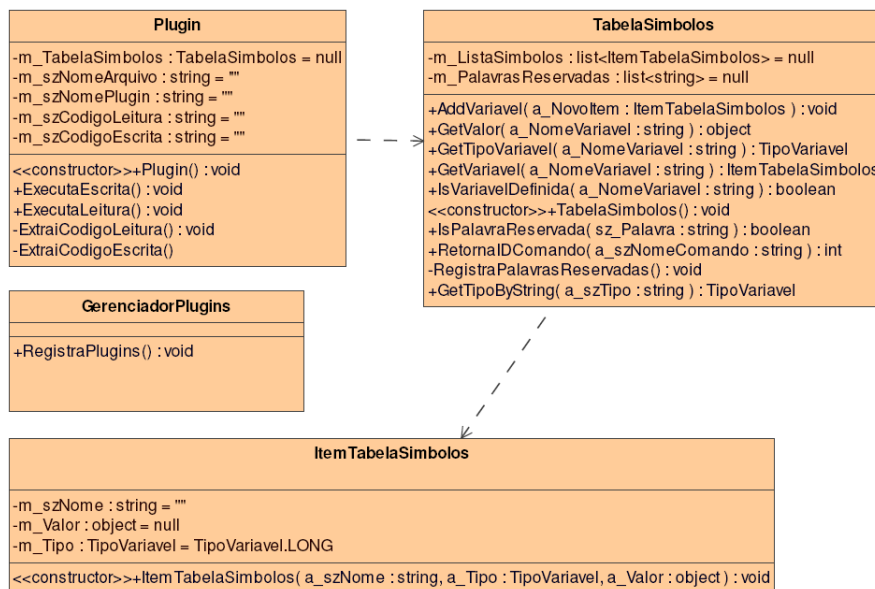 Plugin
-m_TabelaSimbolos : TabelaSimbolos = null
-m_szNomeArquivo : string = ""
-m_szNomePlugin : string = ""
-m_szCodigoLeitura : string = ""
-m_szCodigoEscrita : string = ""
<<constructor>>+Plugin() : void
+ExecutaEscrita() : void
+ExecutaLeitura() : void
-ExtraiCodigoLeitura() : void
-ExtraiCodigoEscrita()
TabelaSimbolos
-m_ListaSimbolos : list<ItemTabelaSimbolos> = null
-m_PalavrasReservadas : list<string> = null
+AddVariavel( a_NovoItem : ItemTabelaSimbolos ) : void
+GetValor( a_NomeVariavel : string ) : object
+GetTipoVariavel( a_NomeVariavel : string ) : TipoVariavel
+GetVariavel( a_NomeVariavel : string ) : ItemTabelaSimbolos
+IsVariavelDefinida( a_NomeVariavel : string ) : boolean
<<constructor>>+TabelaSimbolos() : void
+IsPalavraReservada( sz_Palavra : string ) : boolean
+RetornaIDComando( a_szNomeComando : string ) : int
-RegistraPalavrasReservadas() : void
+GetTipoByString( a_szTipo : string ) : TipoVariavel
GerenciadorPlugins
+RegistraPlugins() : void
ItemTabelaSimbolos
-m_szNome : string = ""
-m_Valor : object = null
-m_Tipo : TipoVariavel = TipoVariavel.LONG
<<constructor>>+ItemTabelaSimbolos( a_szNome : string, a_Tipo : TipoVariavel, a_Valor : object ) : void